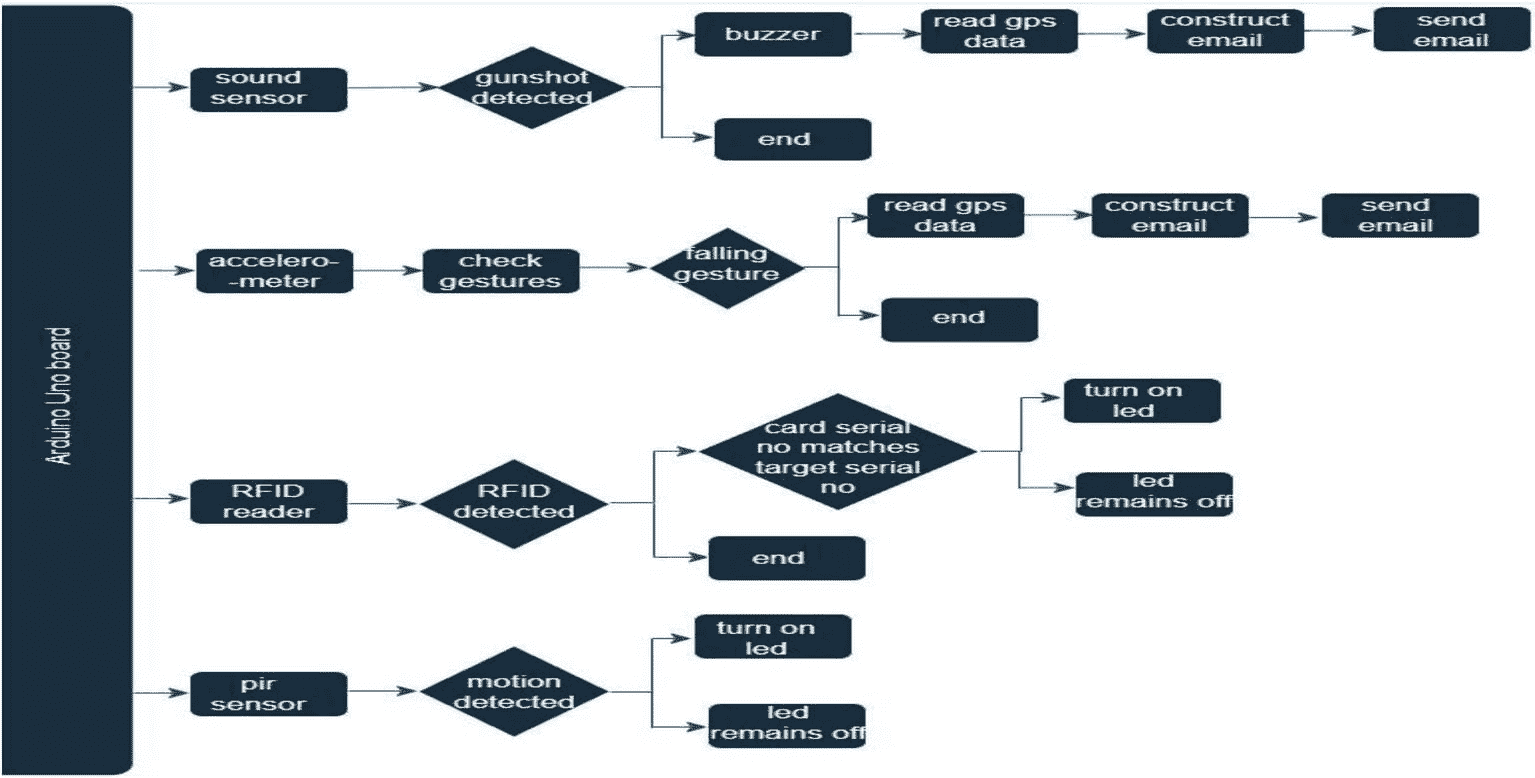 Arduino Uno board
sound
sensor
gunshot
detected
buzzer
read gps
data
construct
email
send
email
end
accelero-
-meter
check
gestures
falling
gesture
read gps
data
construct
email
send
email
end
RFID
reader
RFID
detected
card serial
no matches
target serial
no
turn on
led
led
remains off
end
pir
sensor
motion
detected
turn on
led
led
remains off